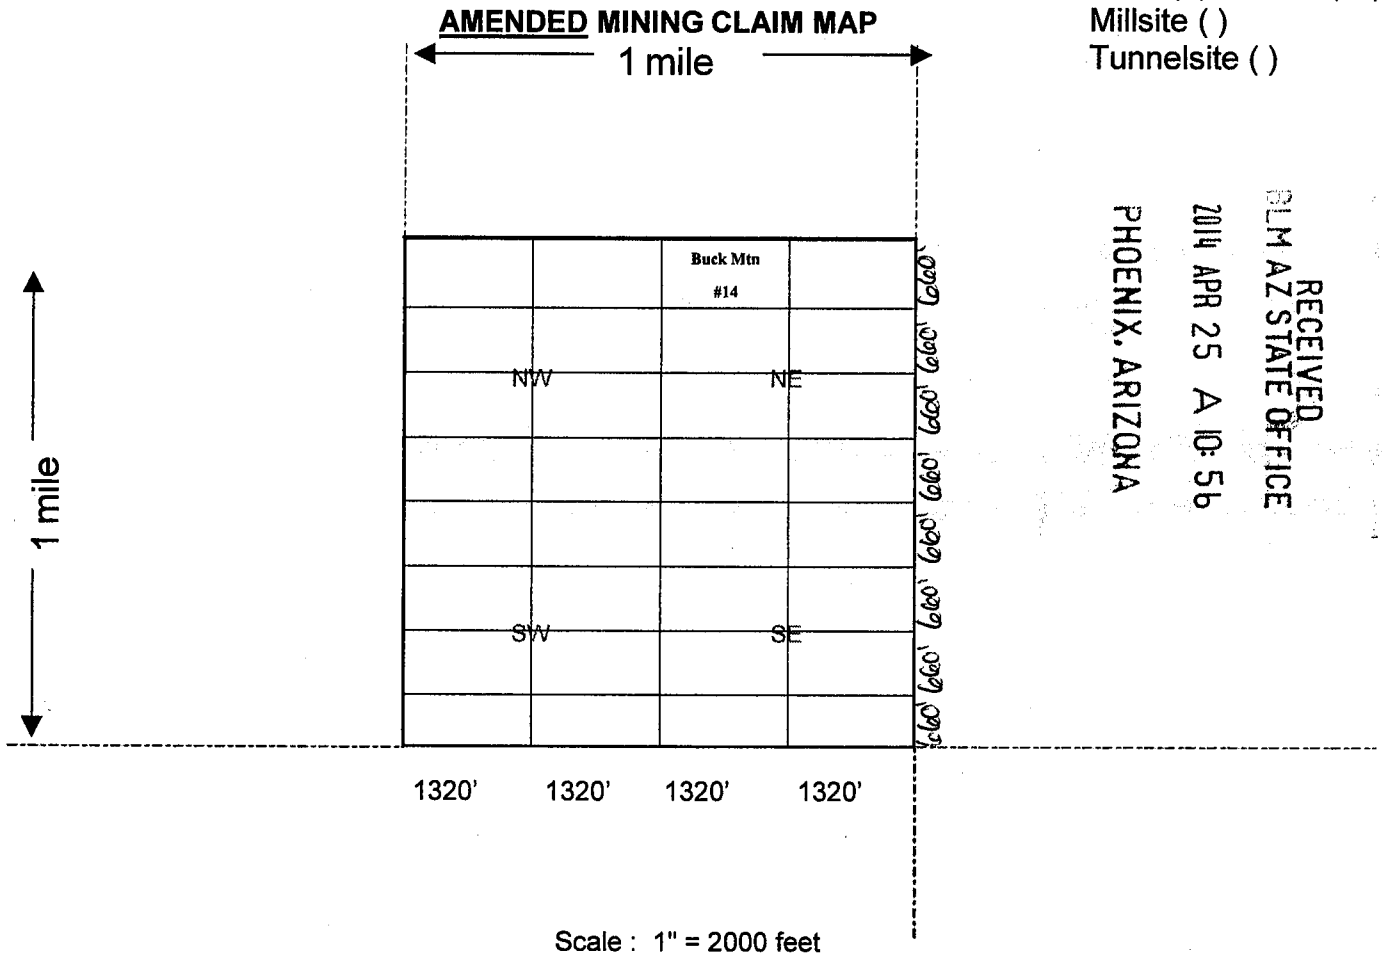 AMENDED MINING CLAIM MAP
1 mile
Millsite ( )
Tunnelsite ( )
RECEIVED
BLM AZ STATE OFFICE
2014 APR 25 A 10: 56
PHOENIX, ARIZONA
1 mile
Buck Mtn
#14
NW
NE
SW
SE
660'
660'
660'
660'
660'
660'
660'
660'
1320' 1320' 1320' 1320'
Scale : 1" = 2000 feet